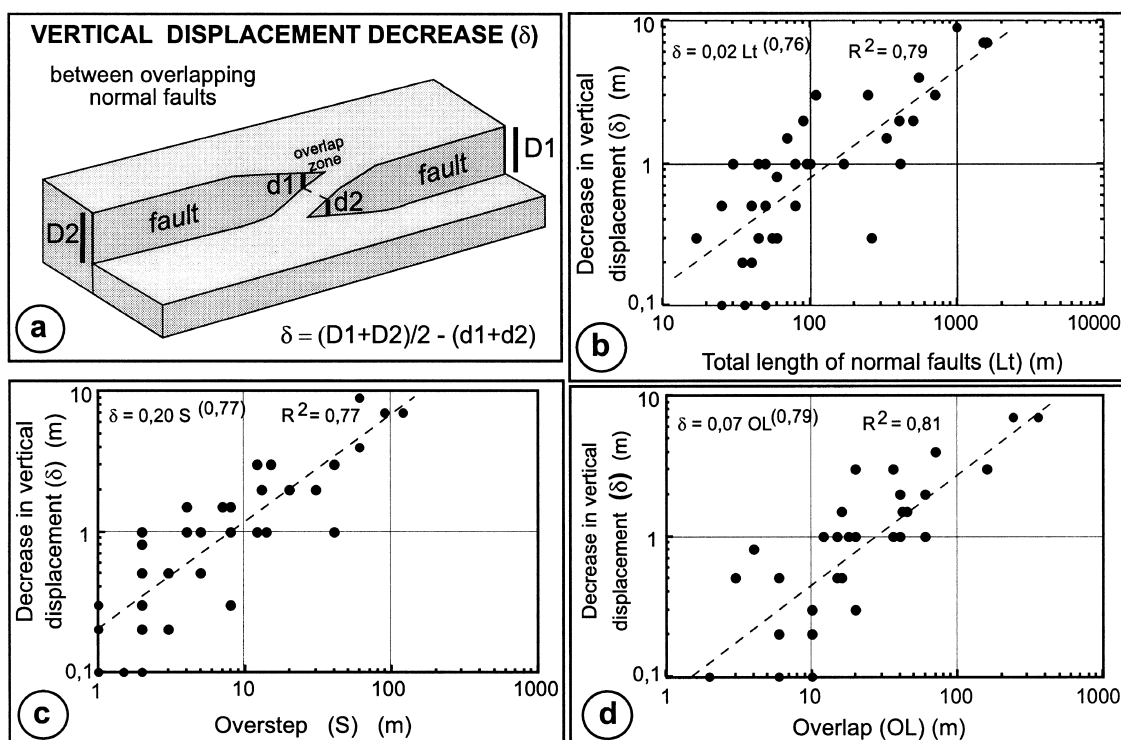 VERTICAL DISPLACEMENT DECREASE (δ)
between overlapping
normal faults
overlap
zone
D1
d1
fault
d2
fault
D2
δ = (D1+D2)/2 - (d1+d2)
a
Decrease in vertical
displacement (δ) (m)
10
1
0,1
δ = 0,02 Lt(0,76)
R2 = 0,79
10
100
1000
10000
Total length of normal faults (Lt) (m)
b
Decrease in vertical
displacement (δ) (m)
10
1
0,1
δ = 0,20 S(0,77)
R2 = 0,77
1
10
100
1000
Overstep (S) (m)
c
Decrease in vertical
displacement (δ) (m)
10
1
0,1
δ = 0,07 OL(0,79)
R2 = 0,81
1
10
100
1000
Overlap (OL) (m)
d